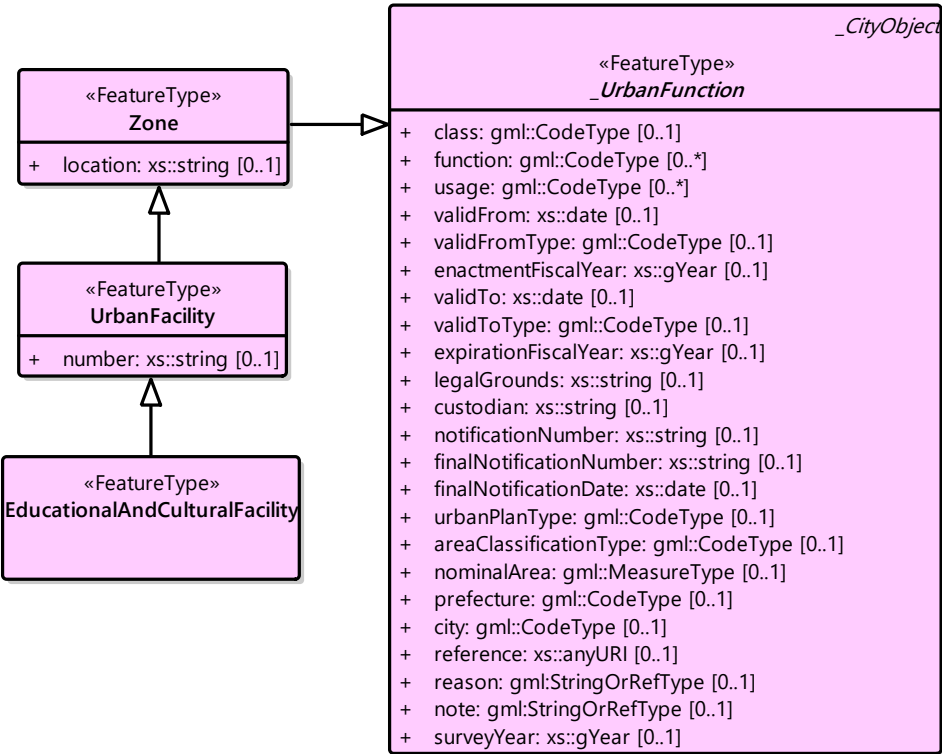 _CityObject
«FeatureType»
_UrbanFunction
+ class: gml::CodeType [0..1]
+ function: gml::CodeType [0..*]
+ usage: gml::CodeType [0..*]
+ validFrom: xs::date [0..1]
+ validFromType: gml::CodeType [0..1]
+ enactmentFiscalYear: xs::gYear [0..1]
+ validTo: xs::date [0..1]
+ validToType: gml::CodeType [0..1]
+ expirationFiscalYear: xs::gYear [0..1]
+ legalGrounds: xs::string [0..1]
+ custodian: xs::string [0..1]
+ notificationNumber: xs::string [0..1]
+ finalNotificationNumber: xs::string [0..1]
+ finalNotificationDate: xs::date [0..1]
+ urbanPlanType: gml::CodeType [0..1]
+ areaClassificationType: gml::CodeType [0..1]
+ nominalArea: gml::MeasureType [0..1]
+ prefecture: gml::CodeType [0..1]
+ city: gml::CodeType [0..1]
+ reference: xs::anyURI [0..1]
+ reason: gml:StringOrRefType [0..1]
+ note: gml:StringOrRefType [0..1]
+ surveyYear: xs::gYear [0..1]
«FeatureType»
Zone
+ location: xs::string [0..1]
«FeatureType»
UrbanFacility
+ number: xs::string [0..1]
«FeatureType»
EducationalAndCulturalFacility